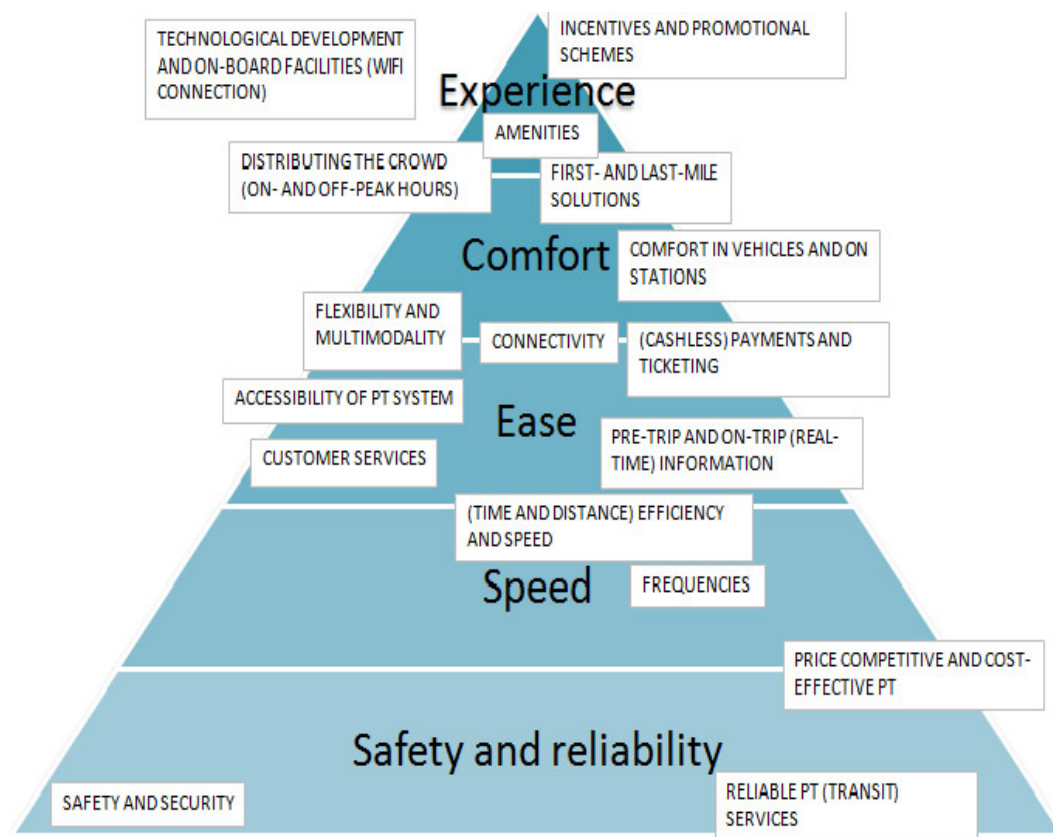 TECHNOLOGICAL DEVELOPMENT
AND ON-BOARD FACILITIES (WIFI
CONNECTION)
INCENTIVES AND PROMOTIONAL
SCHEMES
Experience
AMENITIES
DISTRIBUTING THE CROWD
(ON- AND OFF-PEAK HOURS)
FIRST- AND LAST-MILE
SOLUTIONS
Comfort
COMFORT IN VEHICLES AND ON
STATIONS
FLEXIBILITY AND
MULTIMODALITY
CONNECTIVITY
(CASHLESS) PAYMENTS AND
TICKETING
ACCESSIBILITY OF PT SYSTEM
Ease
CUSTOMER SERVICES
PRE-TRIP AND ON-TRIP (REAL-
TIME) INFORMATION
(TIME AND DISTANCE) EFFICIENCY
AND SPEED
Speed
FREQUENCIES
PRICE COMPETITIVE AND COST-
EFFECTIVE PT
Safety and reliability
SAFETY AND SECURITY
RELIABLE PT (TRANSIT)
SERVICES